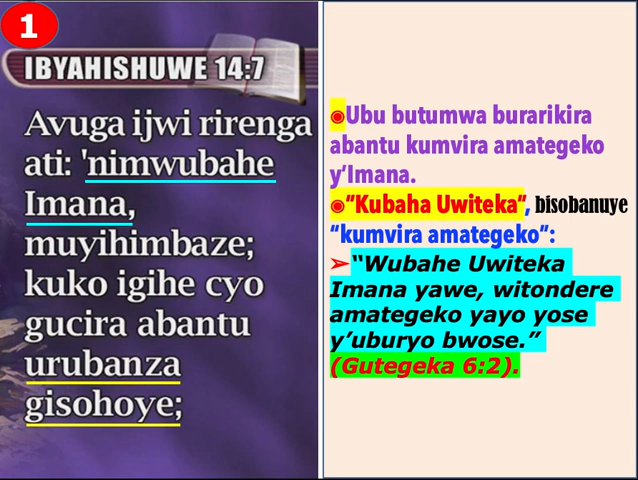 1
IBYAHISHUWE 14:7
Avuga ijwi rirenga
ati: 'nimwubahe
Imana,
muyihimbaze;
kuko igihe cyo
gucira abantu
urubanza
gisohoye;
◉Ubu butumwa burarikira
abantu kumvira amategeko
y’Imana.
◉”Kubaha Uwiteka”, bisobanuye
“kumvira amategeko”:
➢“Wubahe Uwiteka
Imana yawe, witondere
amategeko yayo yose
y’uburyo bwose.”
(Gutegeka 6:2).